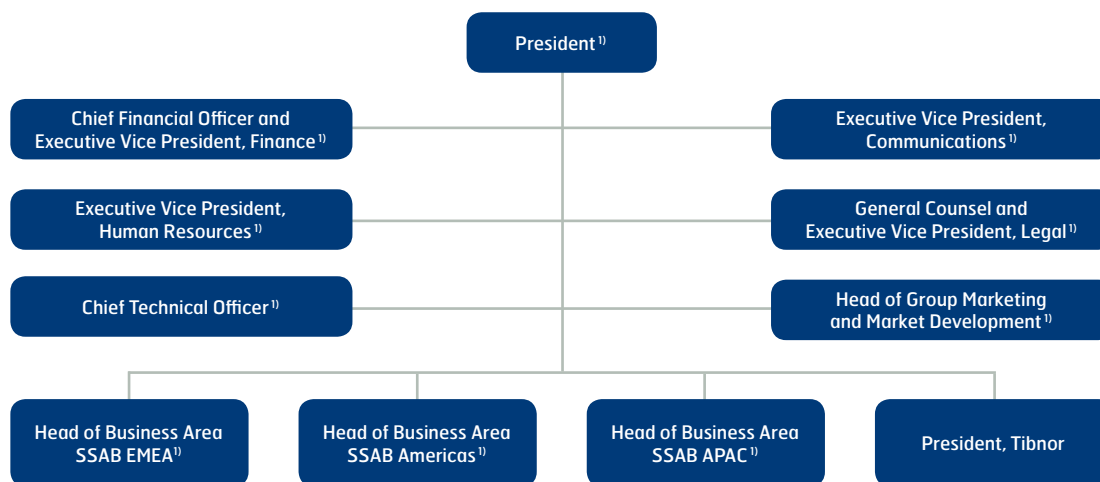 President 1)
Chief Financial Officer and
Executive Vice President, Finance 1)
Executive Vice President,
Communications 1)
Executive Vice President,
Human Resources 1)
General Counsel and
Executive Vice President, Legal 1)
Chief Technical Officer 1)
Head of Group Marketing
and Market Development 1)
Head of Business Area
SSAB EMEA 1)
Head of Business Area
SSAB Americas 1)
Head of Business Area
SSAB APAC 1)
President, Tibnor